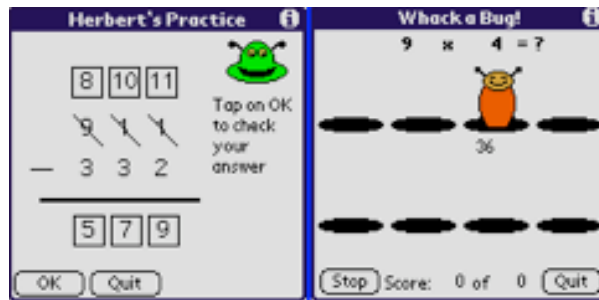 Herbert's Practice i
8 10 11
9 1 1
— 3 3 2
5 7 9
Tap on OK
to check
your
answer
OK Quit
Whack a Bug! i
9 x 4 = ?
36
Stop Score: 0 of 0 Quit